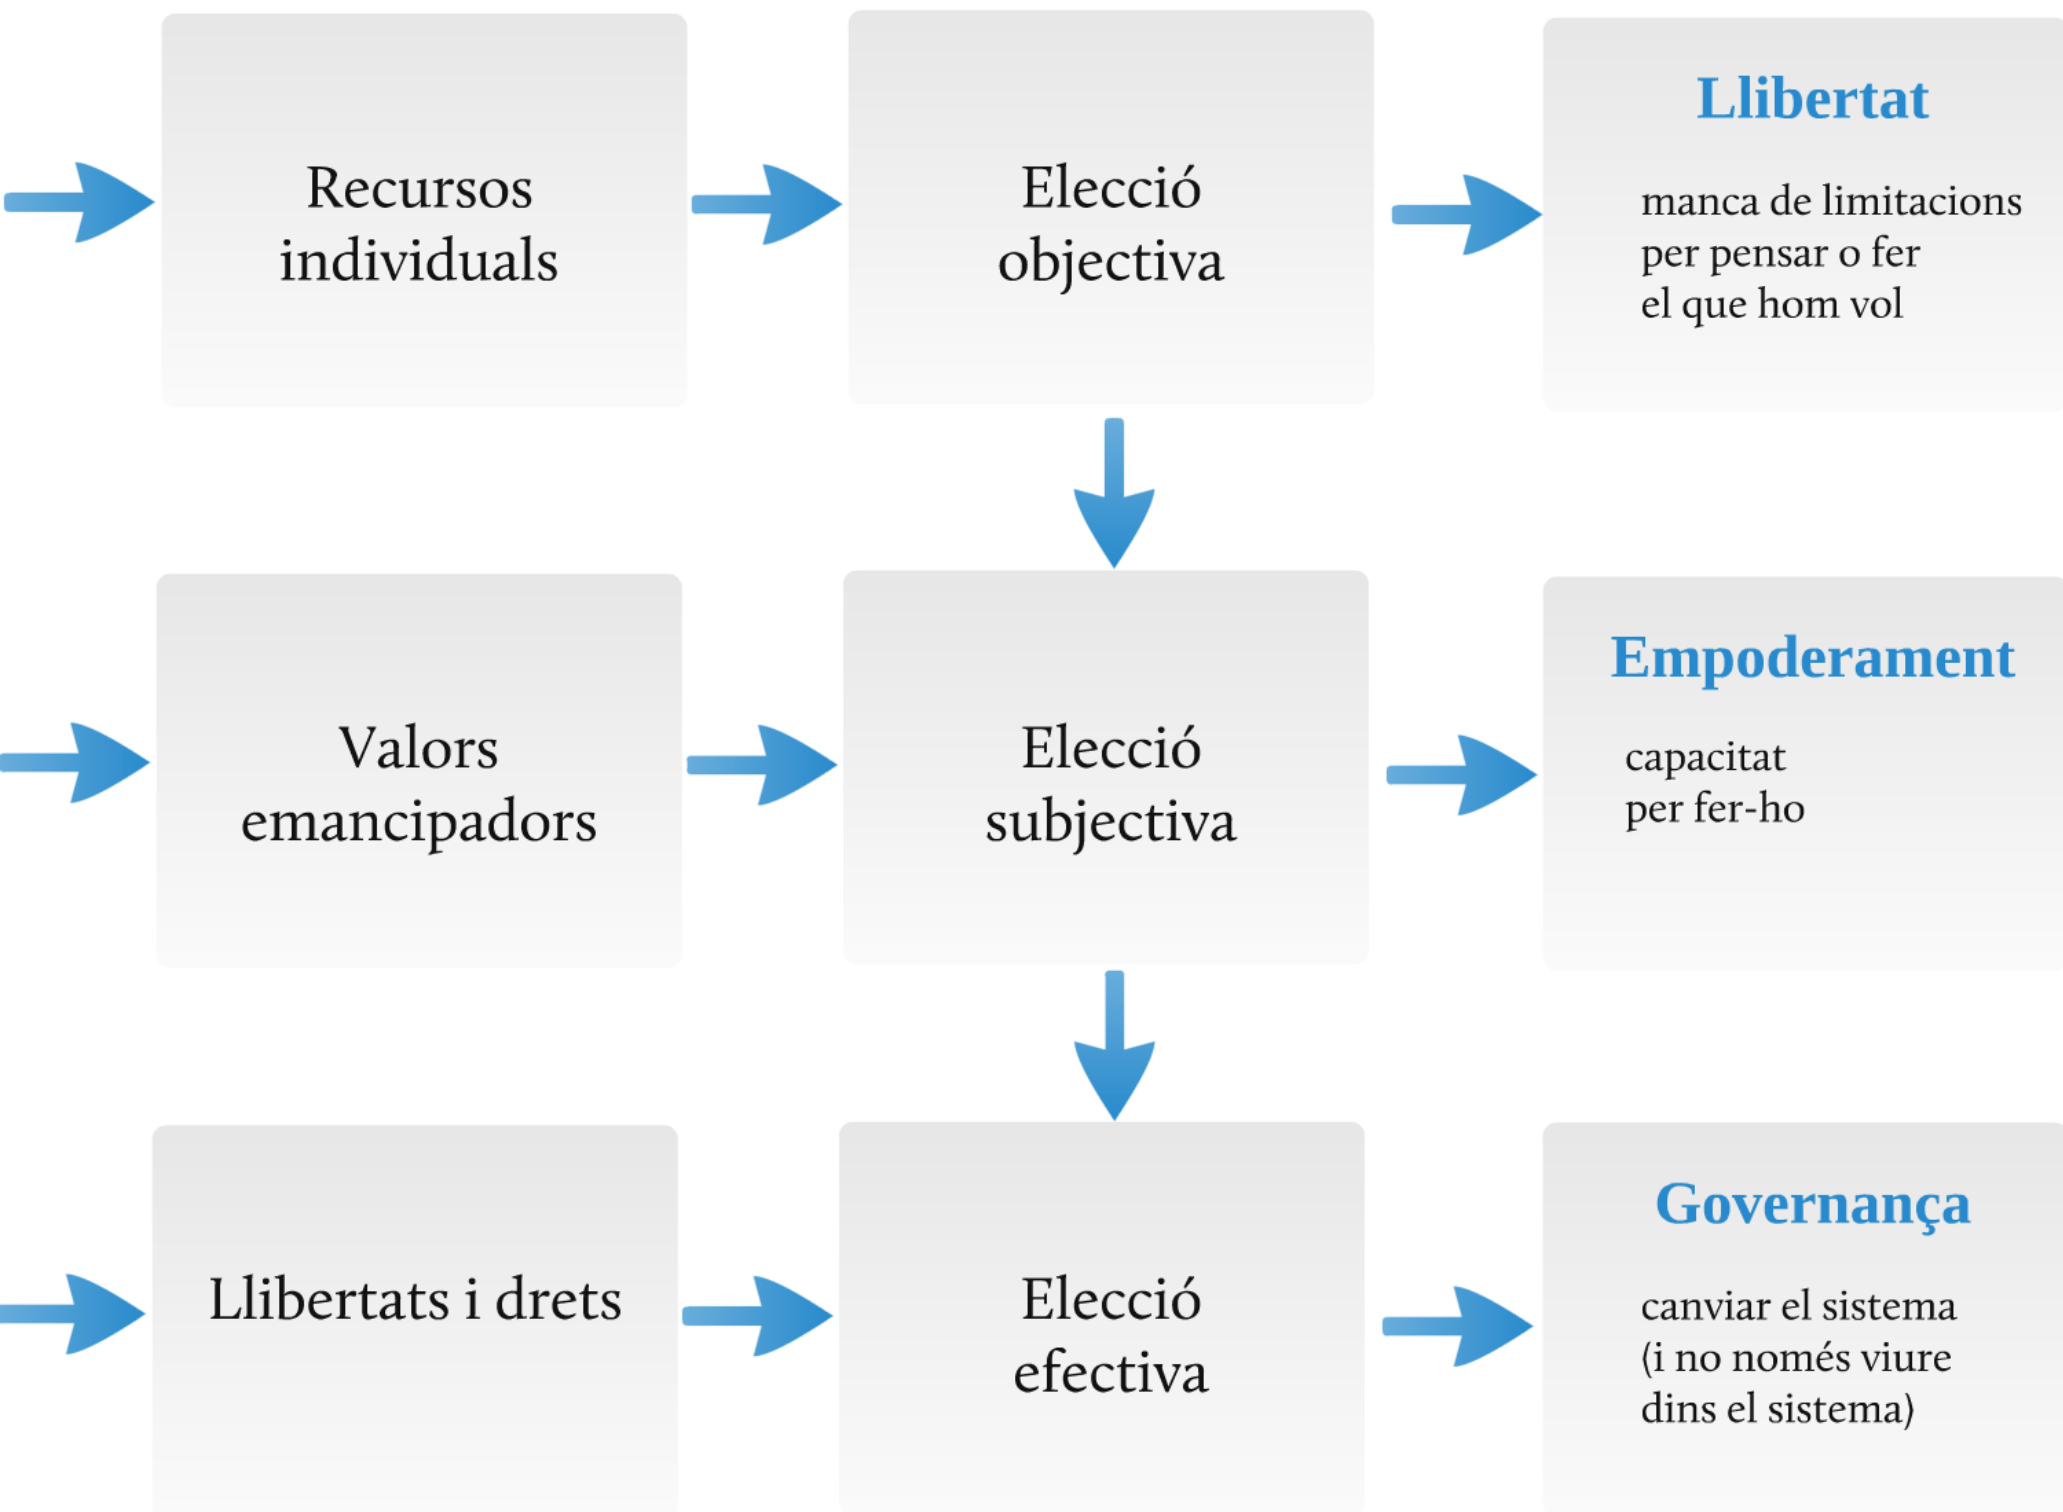 Recursos
individuals
Elecció
objectiva
Llibertat
manca de limitacions
per pensar o fer
el que hom vol
Valors
emancipadors
Elecció
subjectiva
Empoderament
capacitat
per fer-ho
Llibertats i drets
Elecció
efectiva
Governança
canviar el sistema
(i no només viure
dins el sistema)